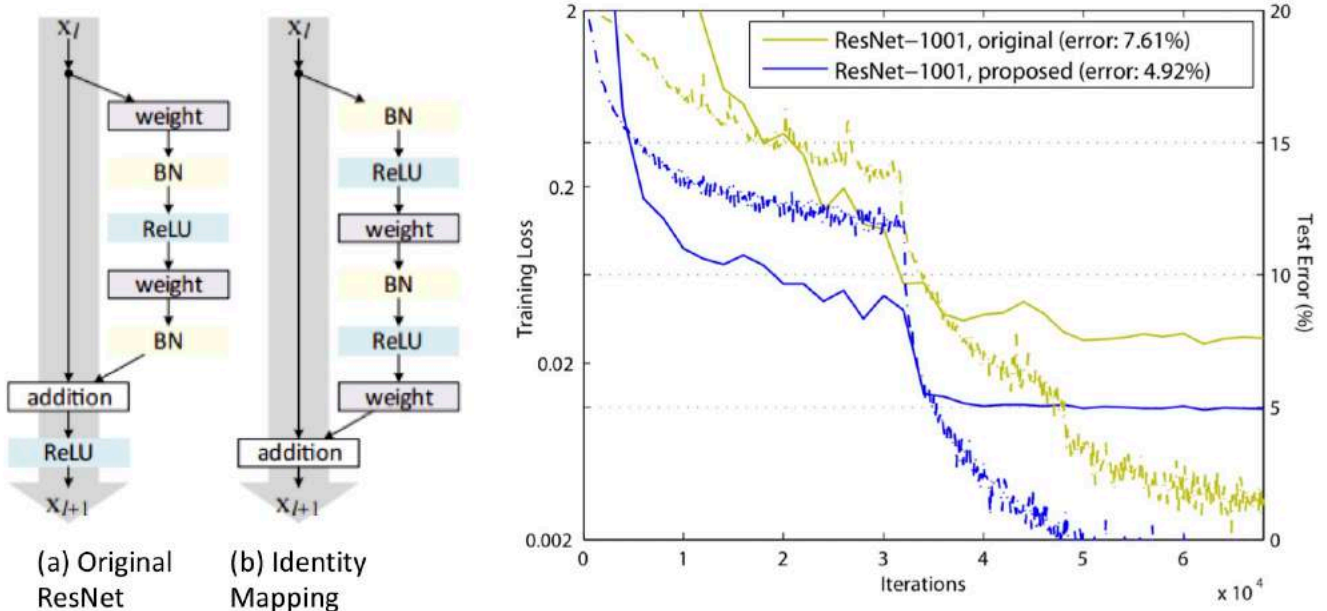 x_l
weight
BN
ReLU
weight
BN
addition
ReLU
x_{l+1}
(a) Original
ResNet
x_l
BN
ReLU
weight
BN
ReLU
weight
addition
x_{l+1}
(b) Identity
Mapping
ResNet−1001, original (error: 7.61%)
ResNet−1001, proposed (error: 4.92%)
Training Loss
2
0.2
0.02
0.002
0 1 2 3 4 5 6
Iterations
x 10^4
20
15
10
5
0
Test Error (%)